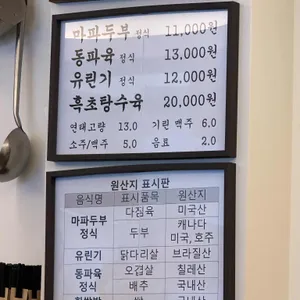 마파두부 정식 11,000원
동파육 정식 13,000원
유린기 정식 12,000원
흑초탕수육 20,000원
연태고량 13.0 기린 맥주 6.0
소주/맥주 5.0 음료 2.0
원산지 표시판
음식명 표시품목 원산지
마파두부 정식 다짐육 미국산
두부 캐나다 미국, 호주
유린기 닭다리살 브라질산
동파육 정식 오겹살 칠레산
배추 국내산